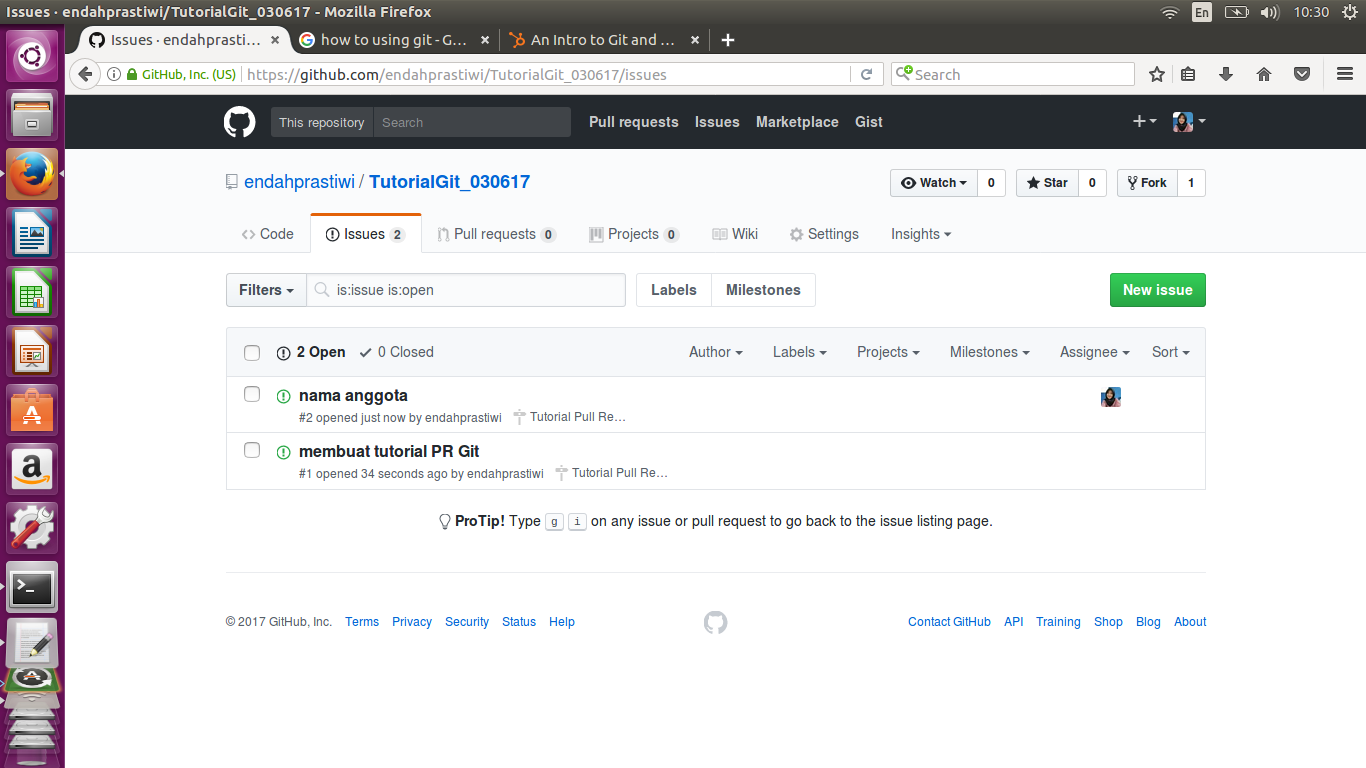 Issues · endahprastiwi/TutorialGit_030617 - Mozilla Firefox En 10:30
Issues · endahprasti... × how to using git - G... × An Intro to Git and ... ×
GitHub, Inc. (US) https://github.com/endahprastiwi/TutorialGit_030617/issues Search
This repository Search Pull requests Issues Marketplace Gist
endahprastiwi / TutorialGit_030617 Watch 0 Star 0 Fork 1
Code Issues 2 Pull requests 0 Projects 0 Wiki Settings Insights
Filters is:issue is:open Labels Milestones New issue
2 Open 0 Closed Author Labels Projects Milestones Assignee Sort
nama anggota
#2 opened just now by endahprastiwi Tutorial Pull Re...
membuat tutorial PR Git
#1 opened 34 seconds ago by endahprastiwi Tutorial Pull Re...
ProTip! Type g i on any issue or pull request to go back to the issue listing page.
© 2017 GitHub, Inc. Terms Privacy Security Status Help Contact GitHub API Training Shop Blog About